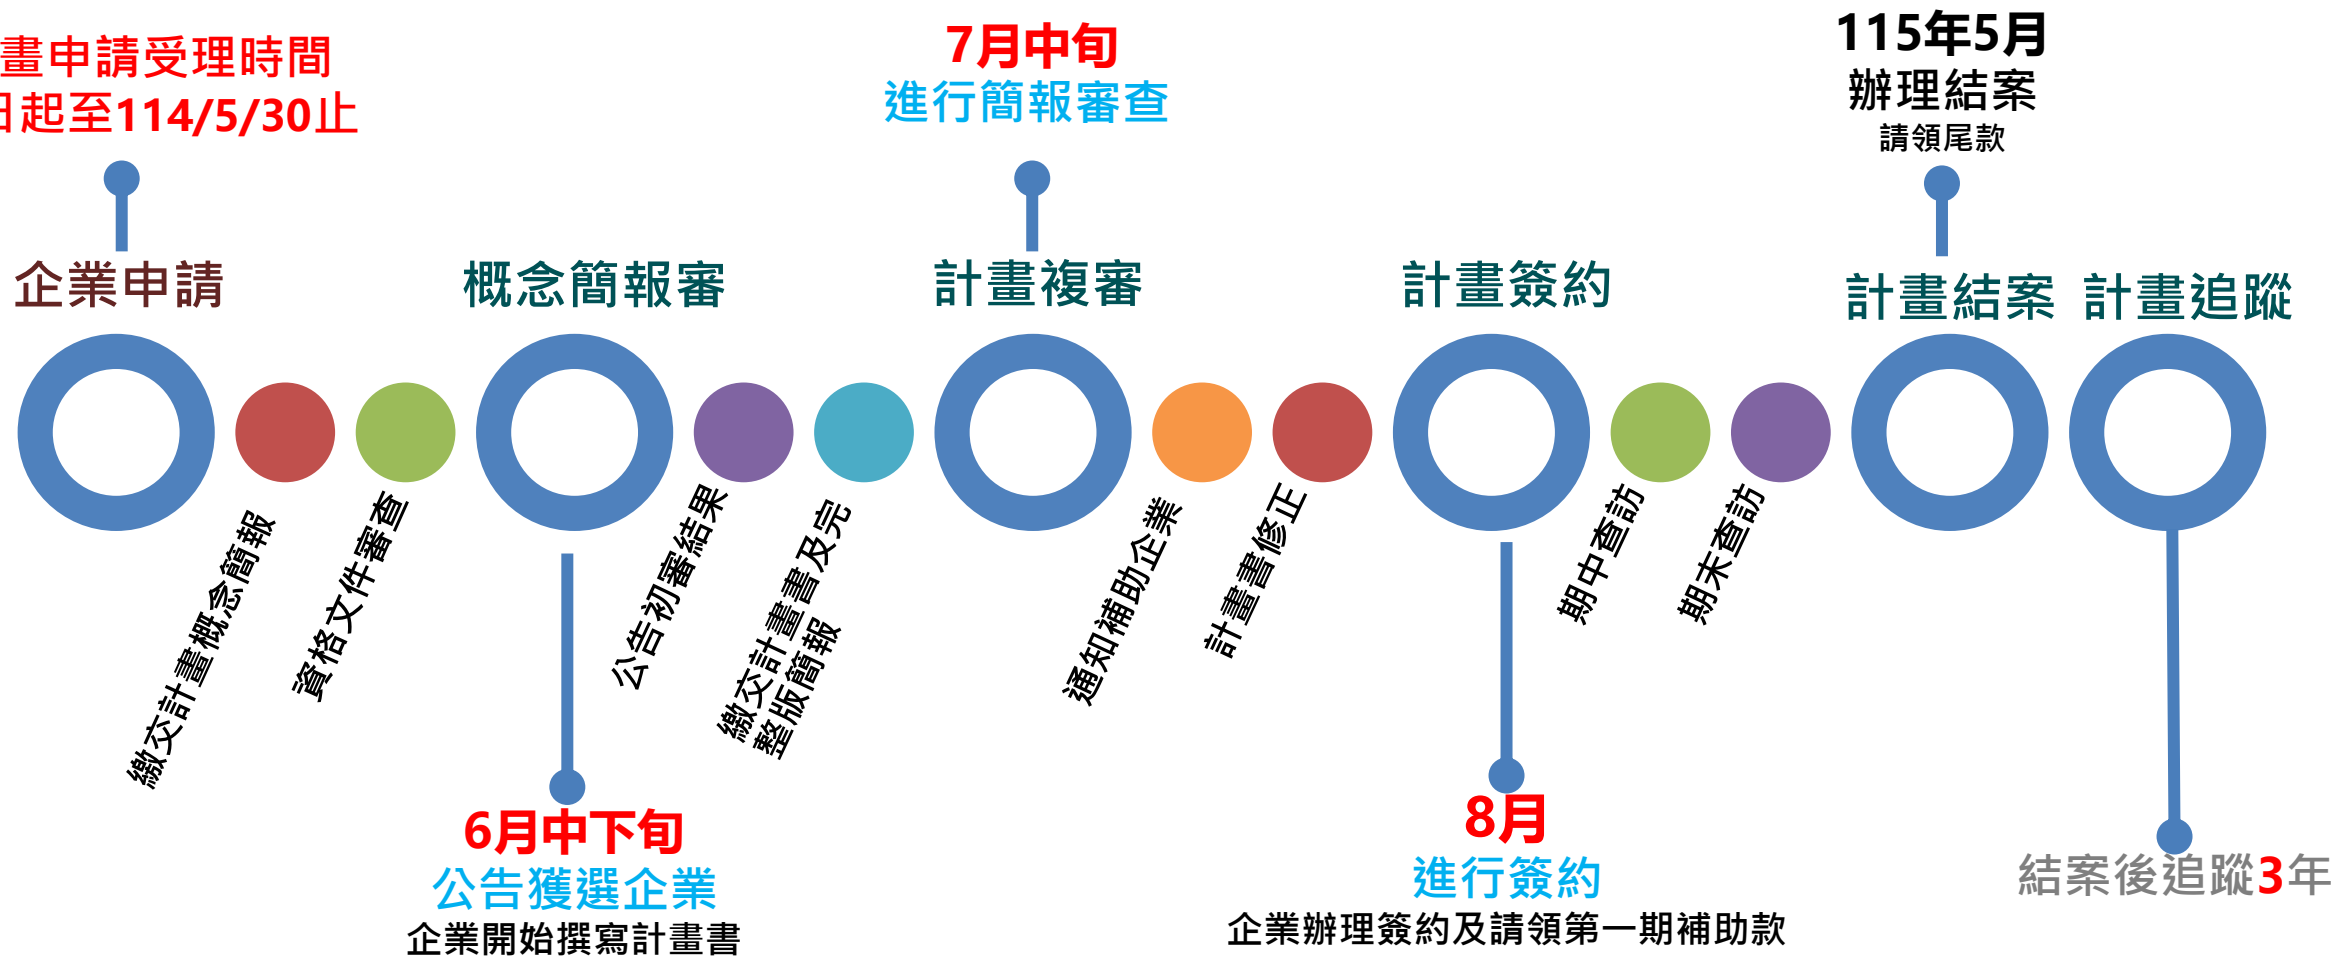 畫申請受理時間
日起至114/5/30止
企業申請
繳交計畫概念簡報
資格文件審查
概念簡報審
6月中下旬
公告獲選企業
企業開始撰寫計畫書
公告初審結果
繳交計畫書及完
整版簡報
7月中旬
進行簡報審查
計畫複審
通知補助企業
計畫書修正
計畫簽約
8月
進行簽約
企業辦理簽約及請領第一期補助款
期中查訪
期末查訪
115年5月
辦理結案
請領尾款
計畫結案
計畫追蹤
結案後追蹤3年